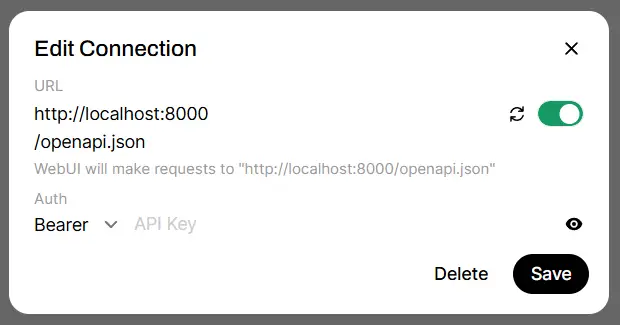 Edit Connection
URL
http://localhost:8000
/openapi.json
WebUI will make requests to "http://localhost:8000/openapi.json"
Auth
Bearer API Key
Delete Save